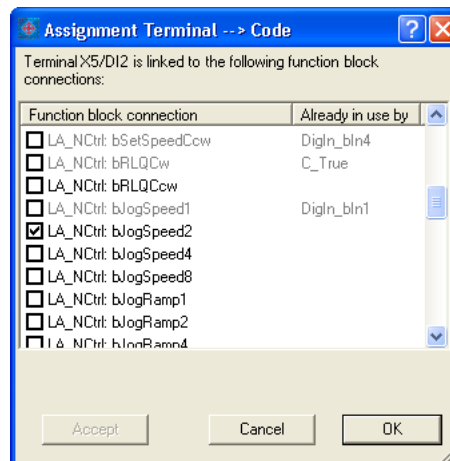 Assignment Terminal --> Code
Terminal X5/DI2 is linked to the following function block
connections:
Function block connection Already in use by
LA_NCtrl: bSetSpeedCcw DigIn_bIn4
LA_NCtrl: bRLQCw C_True
LA_NCtrl: bRLQCcw
LA_NCtrl: bJogSpeed1 DigIn_bIn1
LA_NCtrl: bJogSpeed2
LA_NCtrl: bJogSpeed4
LA_NCtrl: bJogSpeed8
LA_NCtrl: bJogRamp1
LA_NCtrl: bJogRamp2
LA_NCtrl: bJogRamp4
Accept Cancel OK